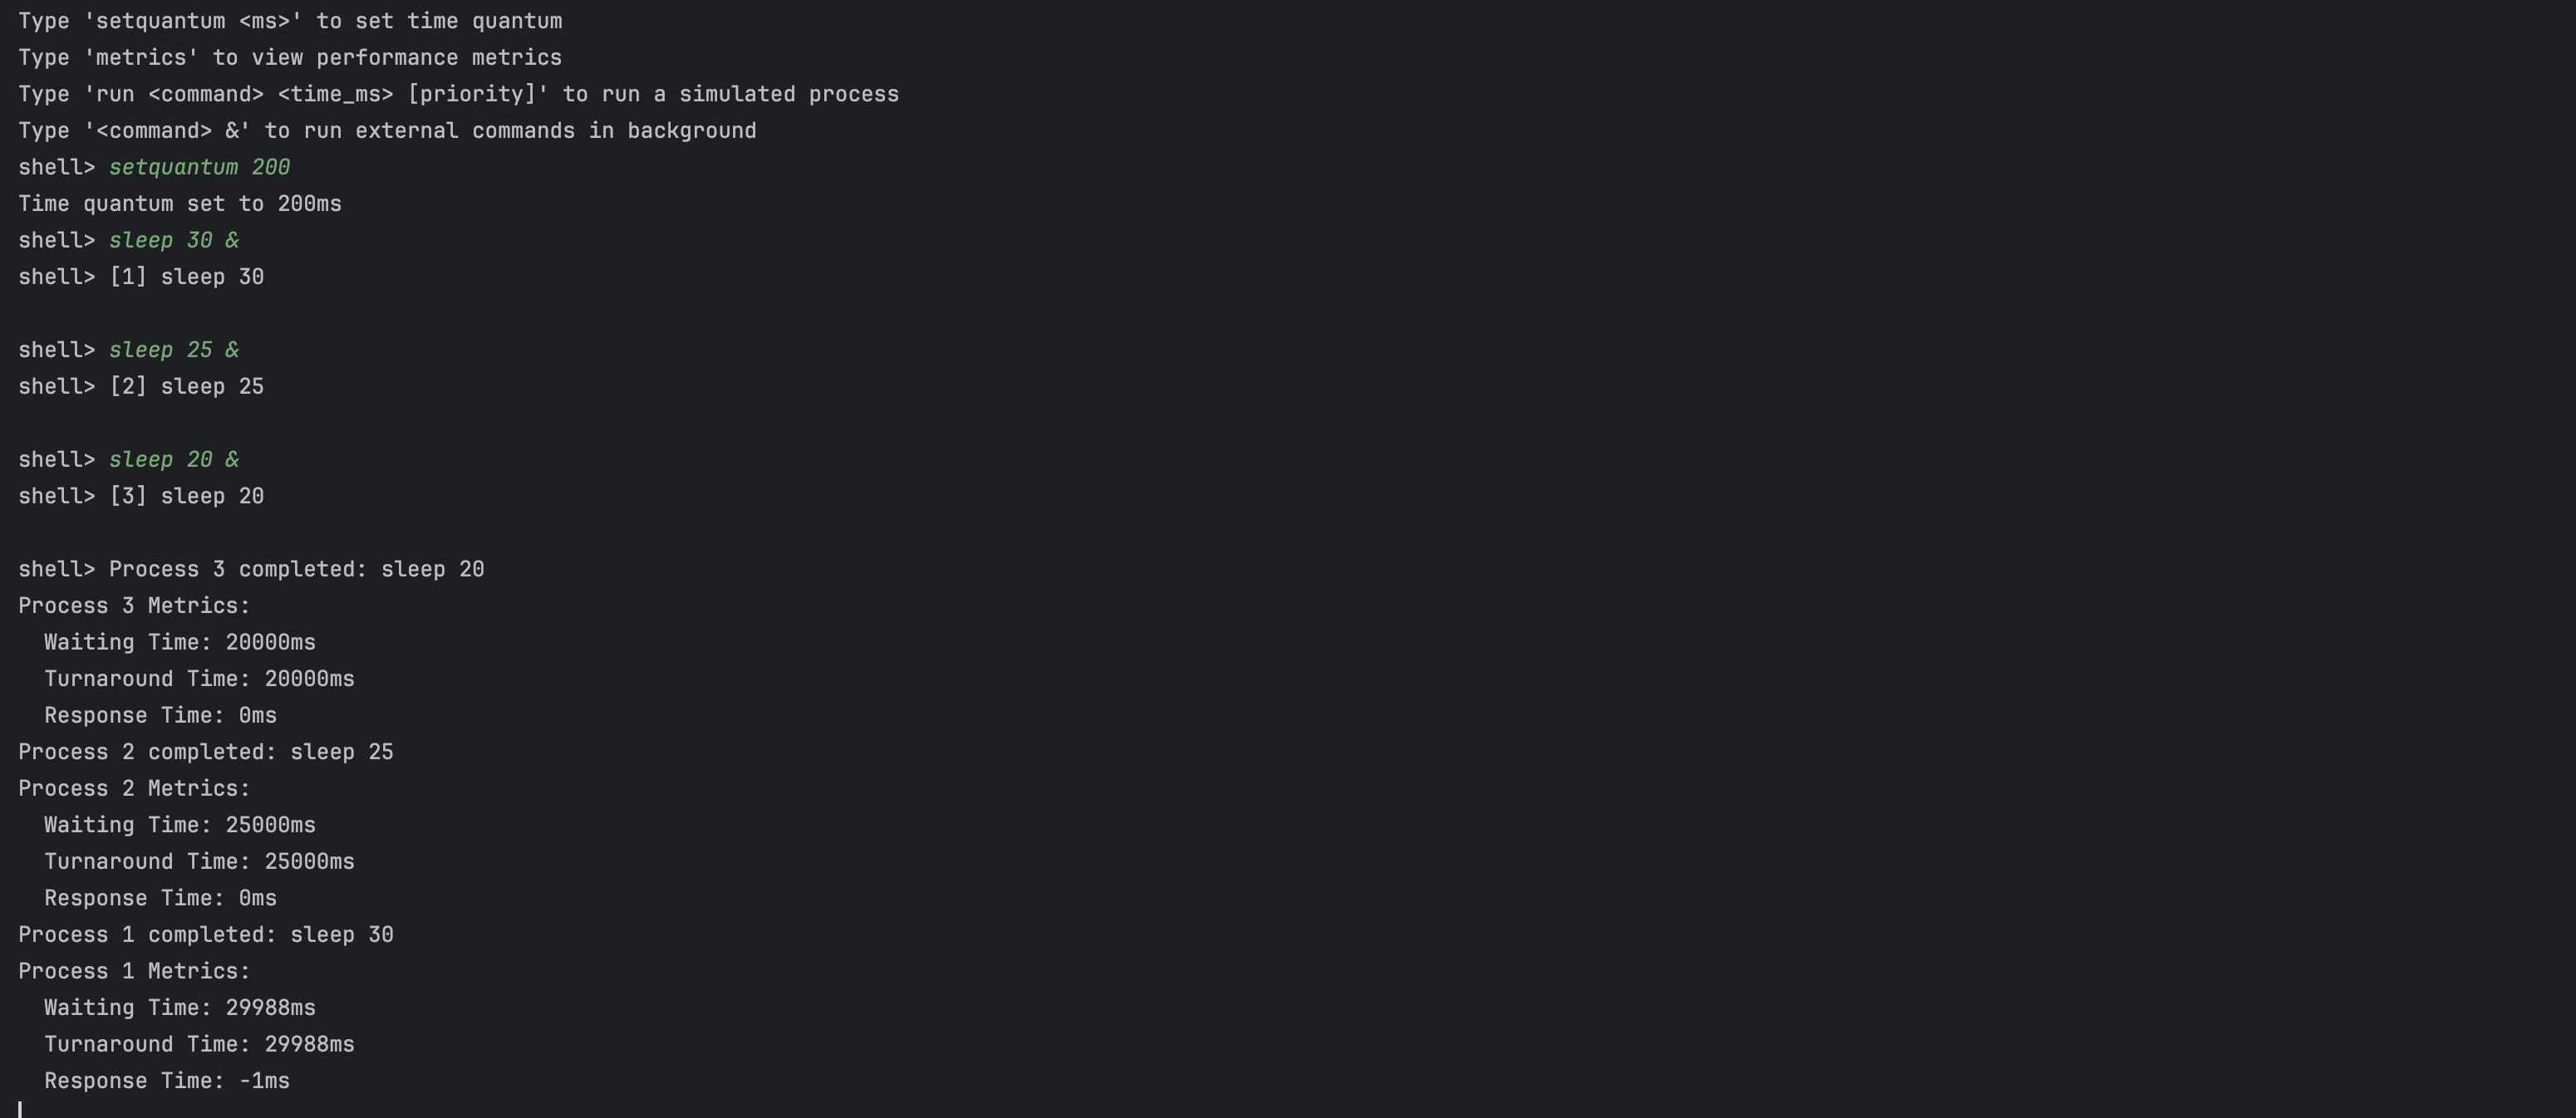 Type 'setquantum <ms>' to set time quantum
Type 'metrics' to view performance metrics
Type 'run <command> <time_ms> [priority]' to run a simulated process
Type '<command> &' to run external commands in background
shell> setquantum 200
Time quantum set to 200ms
shell> sleep 30 &
shell> [1] sleep 30
shell> sleep 25 &
shell> [2] sleep 25
shell> sleep 20 &
shell> [3] sleep 20
shell> Process 3 completed: sleep 20
Process 3 Metrics:
  Waiting Time: 20000ms
  Turnaround Time: 20000ms
  Response Time: 0ms
Process 2 completed: sleep 25
Process 2 Metrics:
  Waiting Time: 25000ms
  Turnaround Time: 25000ms
  Response Time: 0ms
Process 1 completed: sleep 30
Process 1 Metrics:
  Waiting Time: 29988ms
  Turnaround Time: 29988ms
  Response Time: -1ms